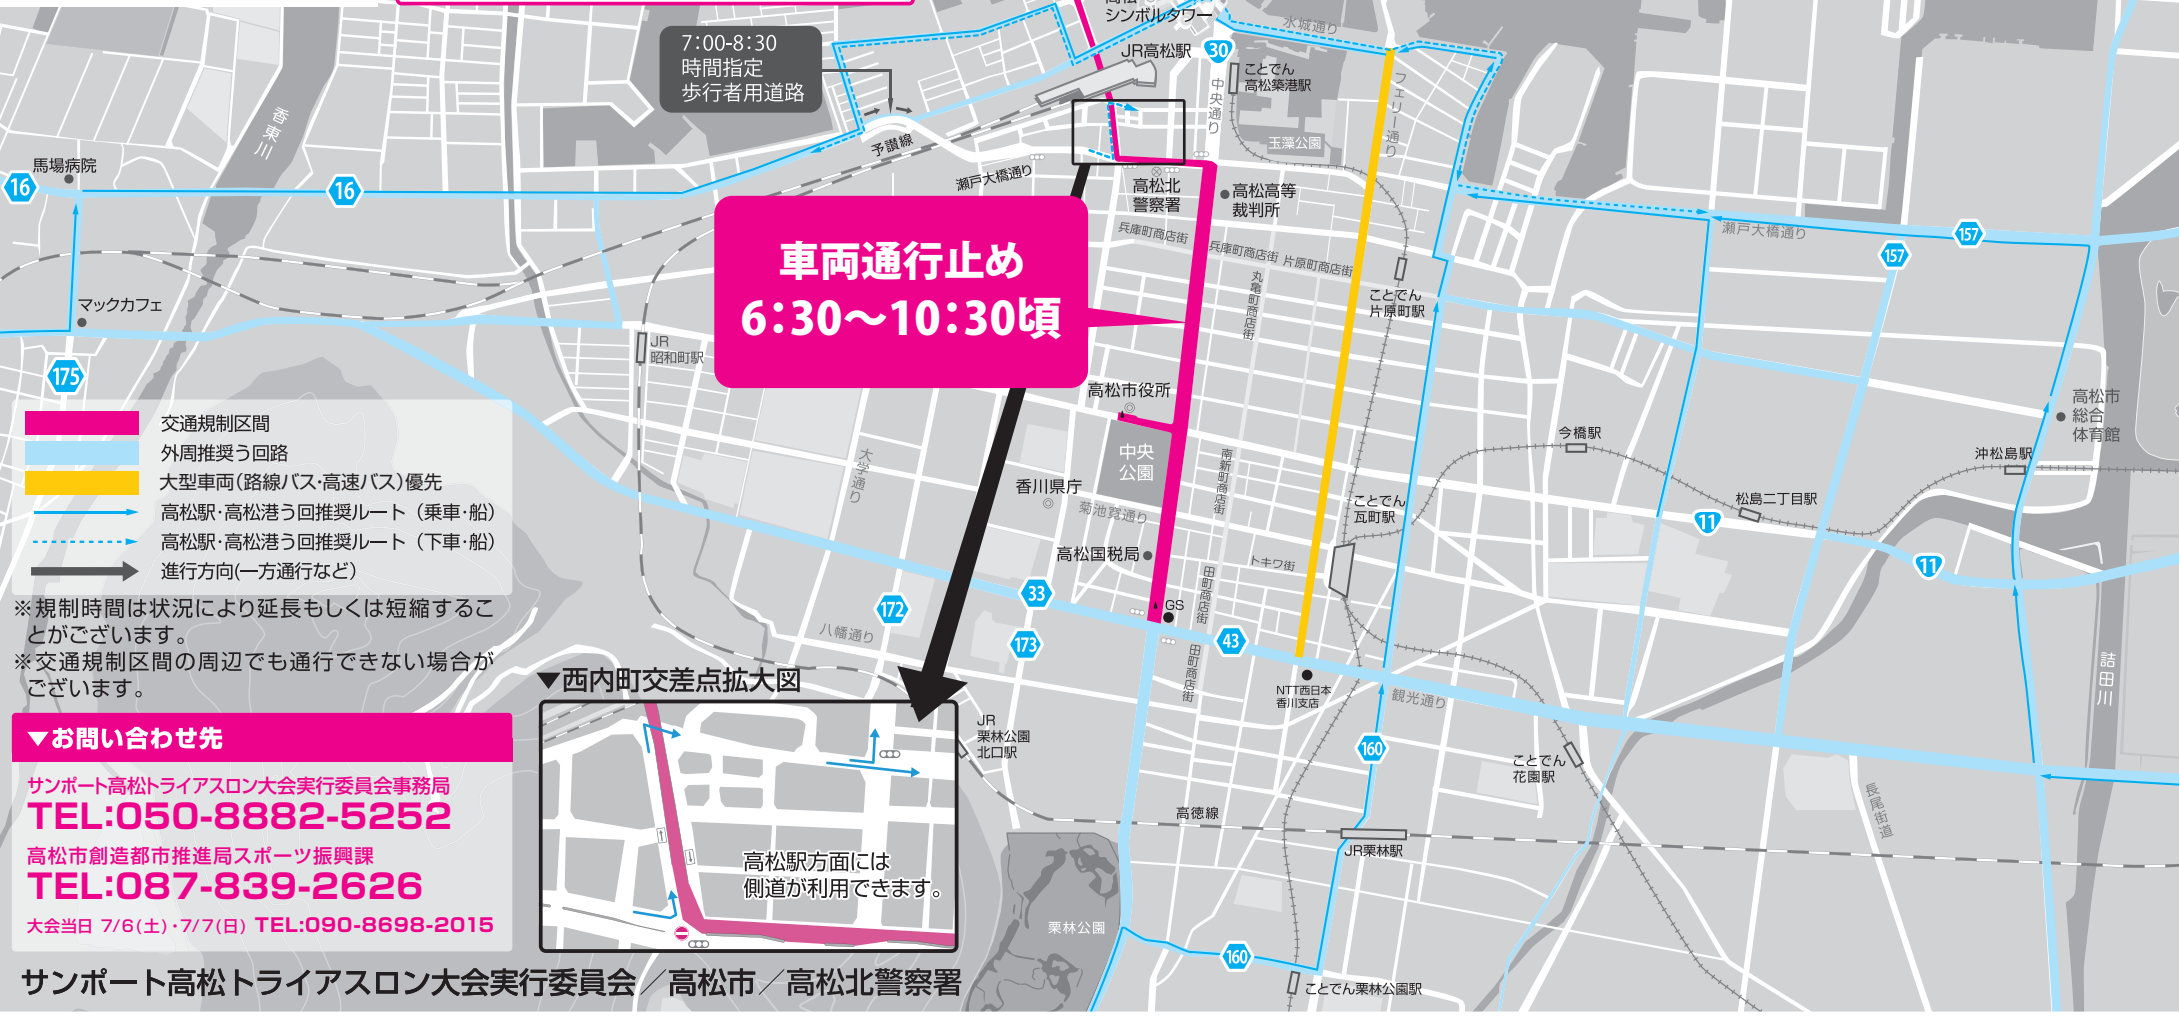 高松
シンボルタワー
JR高松駅
30
水城通り
7：00-8：30
時間指定
歩行者用道路
ことでん
高松築港駅
中央通り
フェリー通り
玉藻公園
香東川
予讃線
馬場病院
16
16
瀬戸大橋通り
高松北
警察署
高松高等
裁判所
兵庫町商店街
兵庫町商店街
片原町商店街
丸亀町商店街
瀬戸大橋通り
157
157
車両通行止め
6：30～10：30頃
ことでん
片原町駅
マックカフェ
JR
昭和町駅
175
高松市役所
中央
公園
高松市
総合
体育館
今橋駅
沖松島駅
松島二丁目駅
11
11
大学通り
香川県庁
菊池寛通り
南新町商店街
ことでん
瓦町駅
高松国税局
トキワ街
田町商店街
GS
33
172
173
43
八幡通り
田町商店街
NTT西日本
香川支店
観光通り
詰田川
交通規制区間
外周推奨う回路
大型車両（路線バス・高速バス）優先
高松駅・高松港う回推奨ルート（乗車・船）
高松駅・高松港う回推奨ルート（下車・船）
進行方向(一方通行など）
※規制時間は状況により延長もしくは短縮するこ
とがございます。
※交通規制区間の周辺でも通行できない場合が
ございます。
▼お問い合わせ先
サンポート高松トライアスロン大会実行委員会事務局
TEL:050-8882-5252
高松市創造都市推進局スポーツ振興課
TEL:087-839-2626
大会当日 7/6(土)・7/7(日) TEL:090-8698-2015
▼西内町交差点拡大図
高松駅方面には
側道が利用できます。
JR
栗林公園
北口駅
160
ことでん
花園駅
高徳線
JR栗林駅
長尾街道
栗林公園
160
ことでん栗林公園駅
サンポート高松トライアスロン大会実行委員会／高松市／高松北警察署